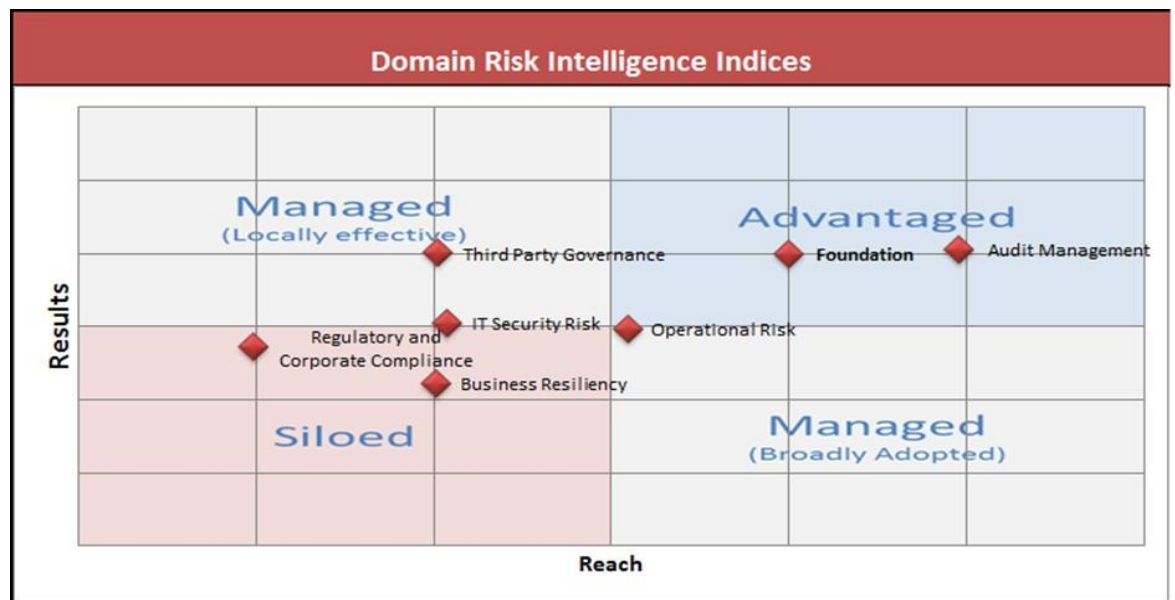 Domain Risk Intelligence Indices
Managed
(Locally effective)
Advantaged
Third Party Governance
Foundation
Audit Management
IT Security Risk
Operational Risk
Regulatory and
Corporate Compliance
Business Resiliency
Siloed
Managed
(Broadly Adopted)
Results
Reach